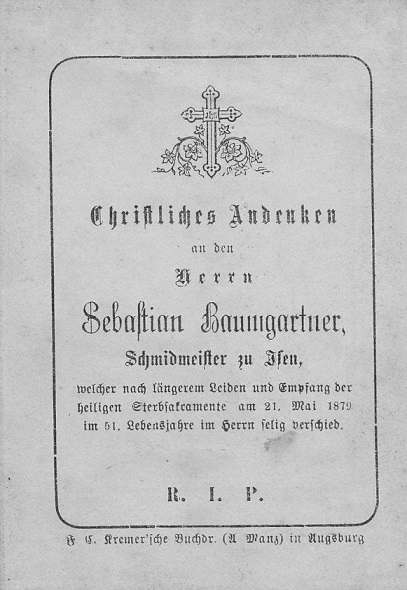 IHS
Christliches Andenken
an den
Herrn
Sebastian Baumgartner,
Schmidmeister zu Isen,
welcher nach längerem Leiden und Empfang der
heiligen Sterbsakramente am 21. Mai 1879
im 51. Lebensjahre im Herrn selig verschied.
R. I. P.
F. C. Kremer'sche Buchdr. (A Manz) in Augsburg